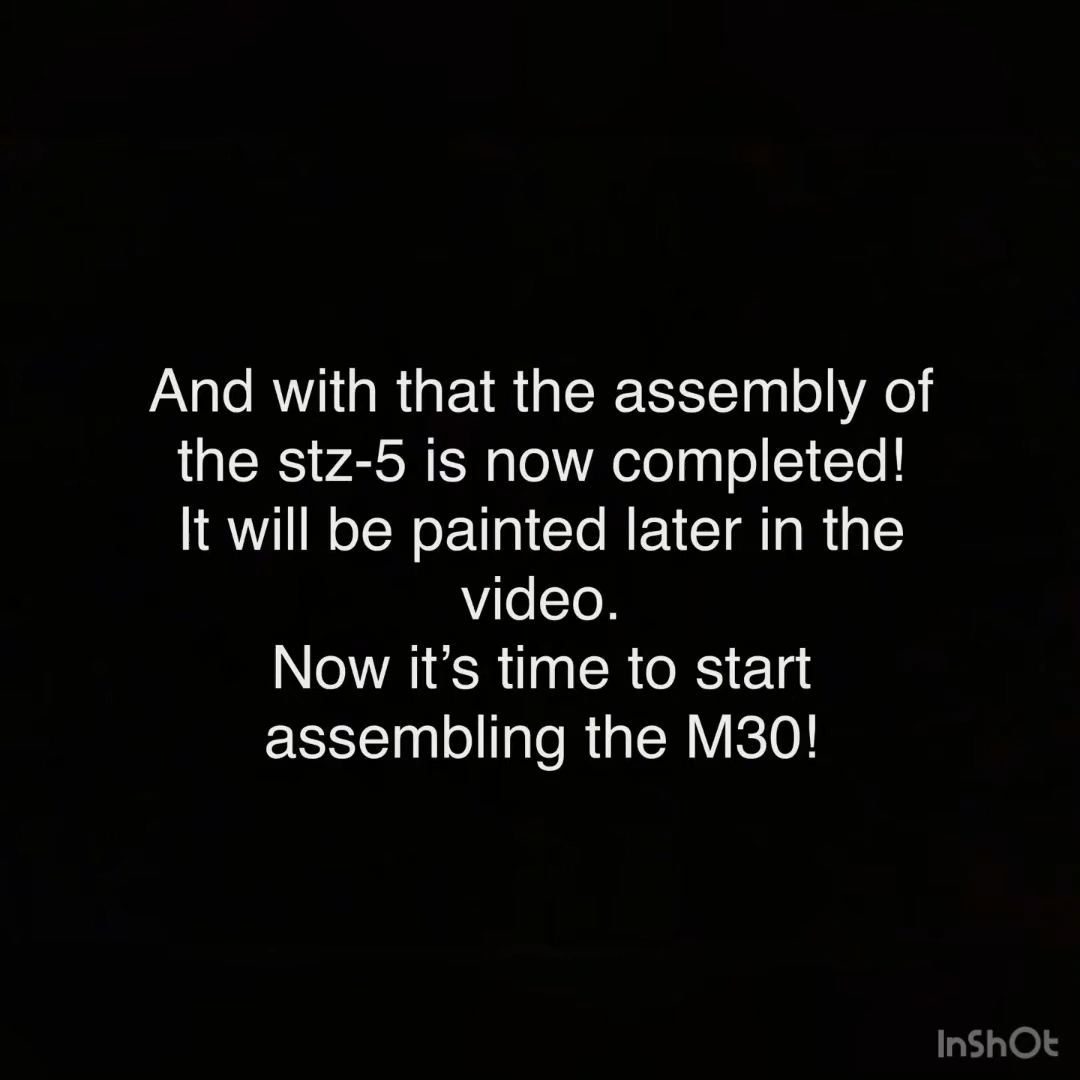 And with that the assembly of
the stz-5 is now completed!
It will be painted later in the
video.
Now it’s time to start
assembling the M30!
InShOt